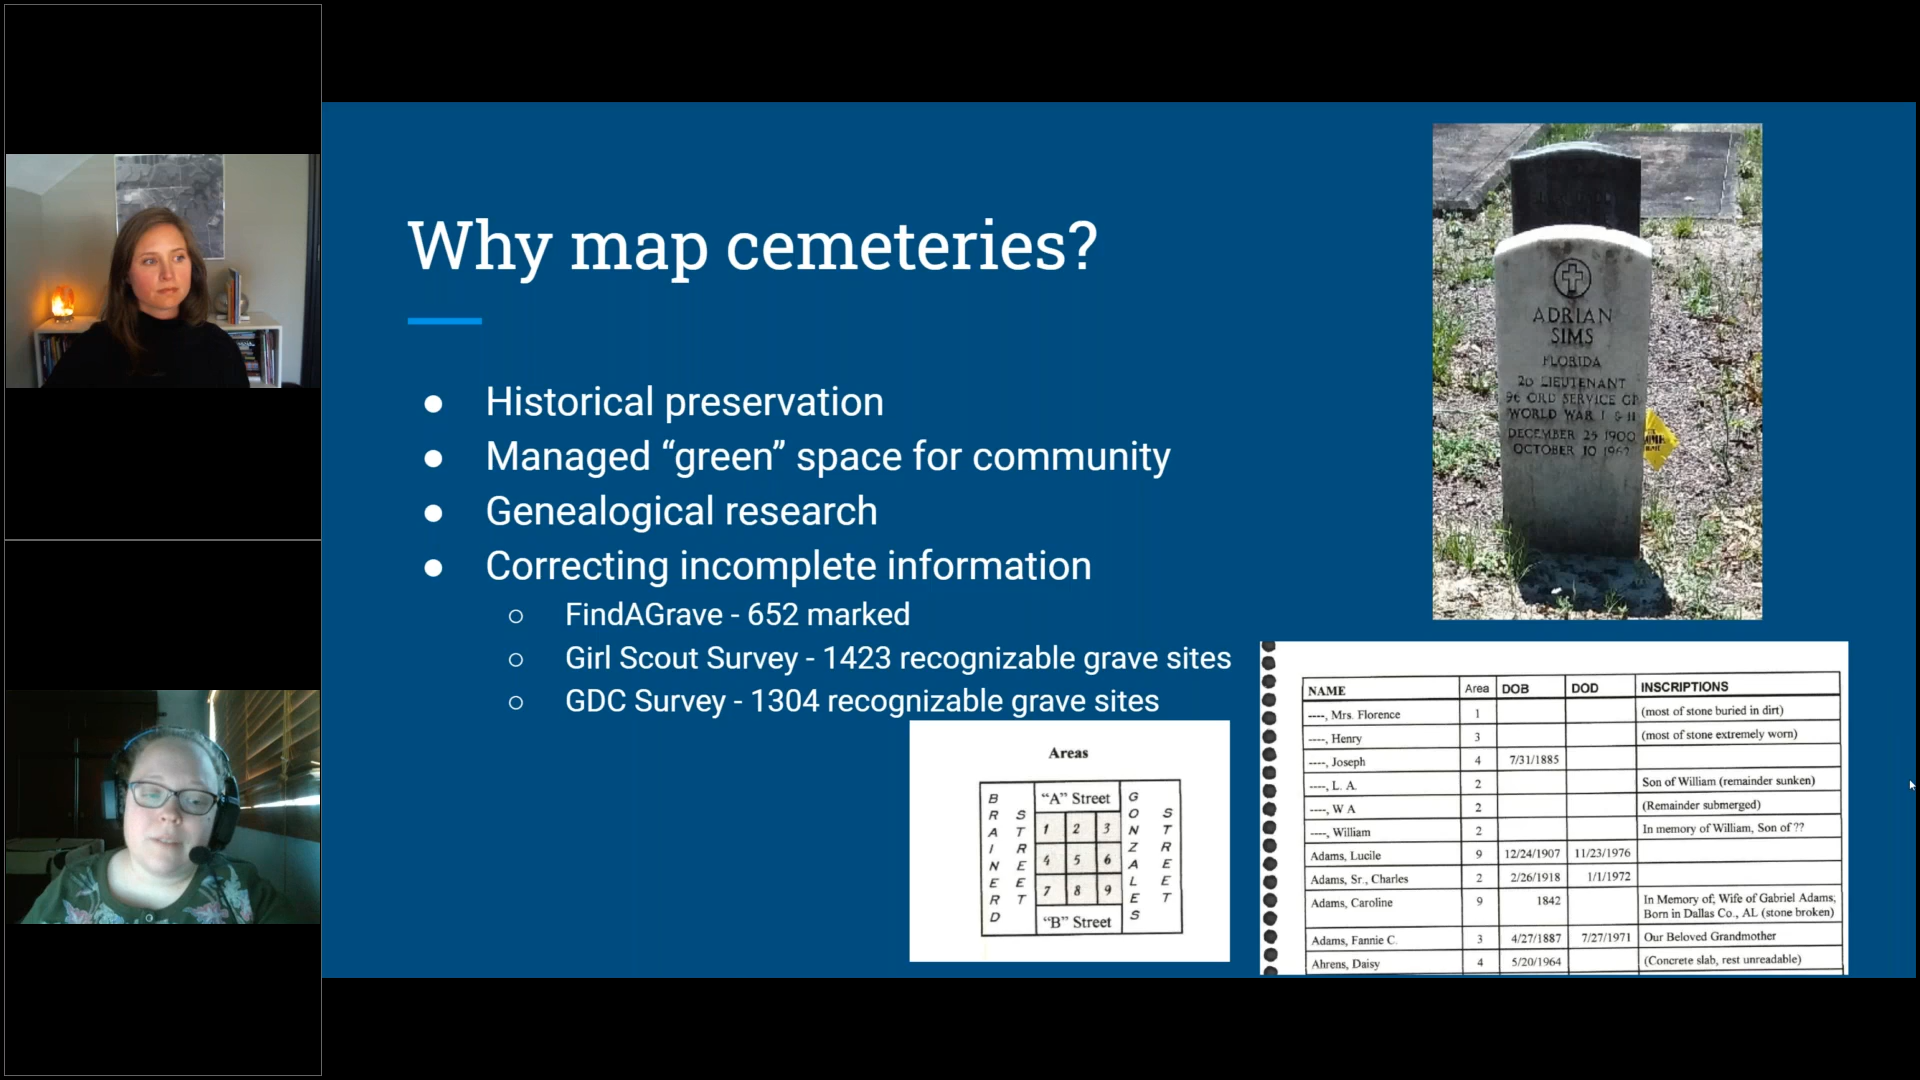 Why map cemeteries?
● Historical preservation
● Managed “green” space for community
● Genealogical research
● Correcting incomplete information
○ FindAGrave - 652 marked
○ Girl Scout Survey - 1423 recognizable grave sites
○ GDC Survey - 1304 recognizable grave sites
ADRIAN
SIMS
FLORIDA
2D LIEUTENANT
96 ORD SERVICE GP
WORLD WAR I & II
DECEMBER 25 1900
OCTOBER 10 1962
Areas
BRAINERD STREET
“A” Street
1 2 3
4 5 6
7 8 9
“B” Street
GONZALES STREET
NAME Area DOB DOD INSCRIPTIONS
----, Mrs. Florence 1 (most of stone buried in dirt)
----, Henry 3 (most of stone extremely worn)
----, Joseph 4 7/31/1885
----, L. A. 2 Son of William (remainder sunken)
----, W A 2 (Remainder submerged)
----, William 2 In memory of William, Son of ??
Adams, Lucile 9 12/24/1907 11/23/1976
Adams, Sr., Charles 2 2/26/1918 1/1/1972
Adams, Caroline 9 1842 In Memory of; Wife of Gabriel Adams;
Born in Dallas Co., AL (stone broken)
Adams, Fannie C. 3 4/27/1887 7/27/1971 Our Beloved Grandmother
Ahrens, Daisy 4 5/20/1964 (Concrete slab, rest unreadable)